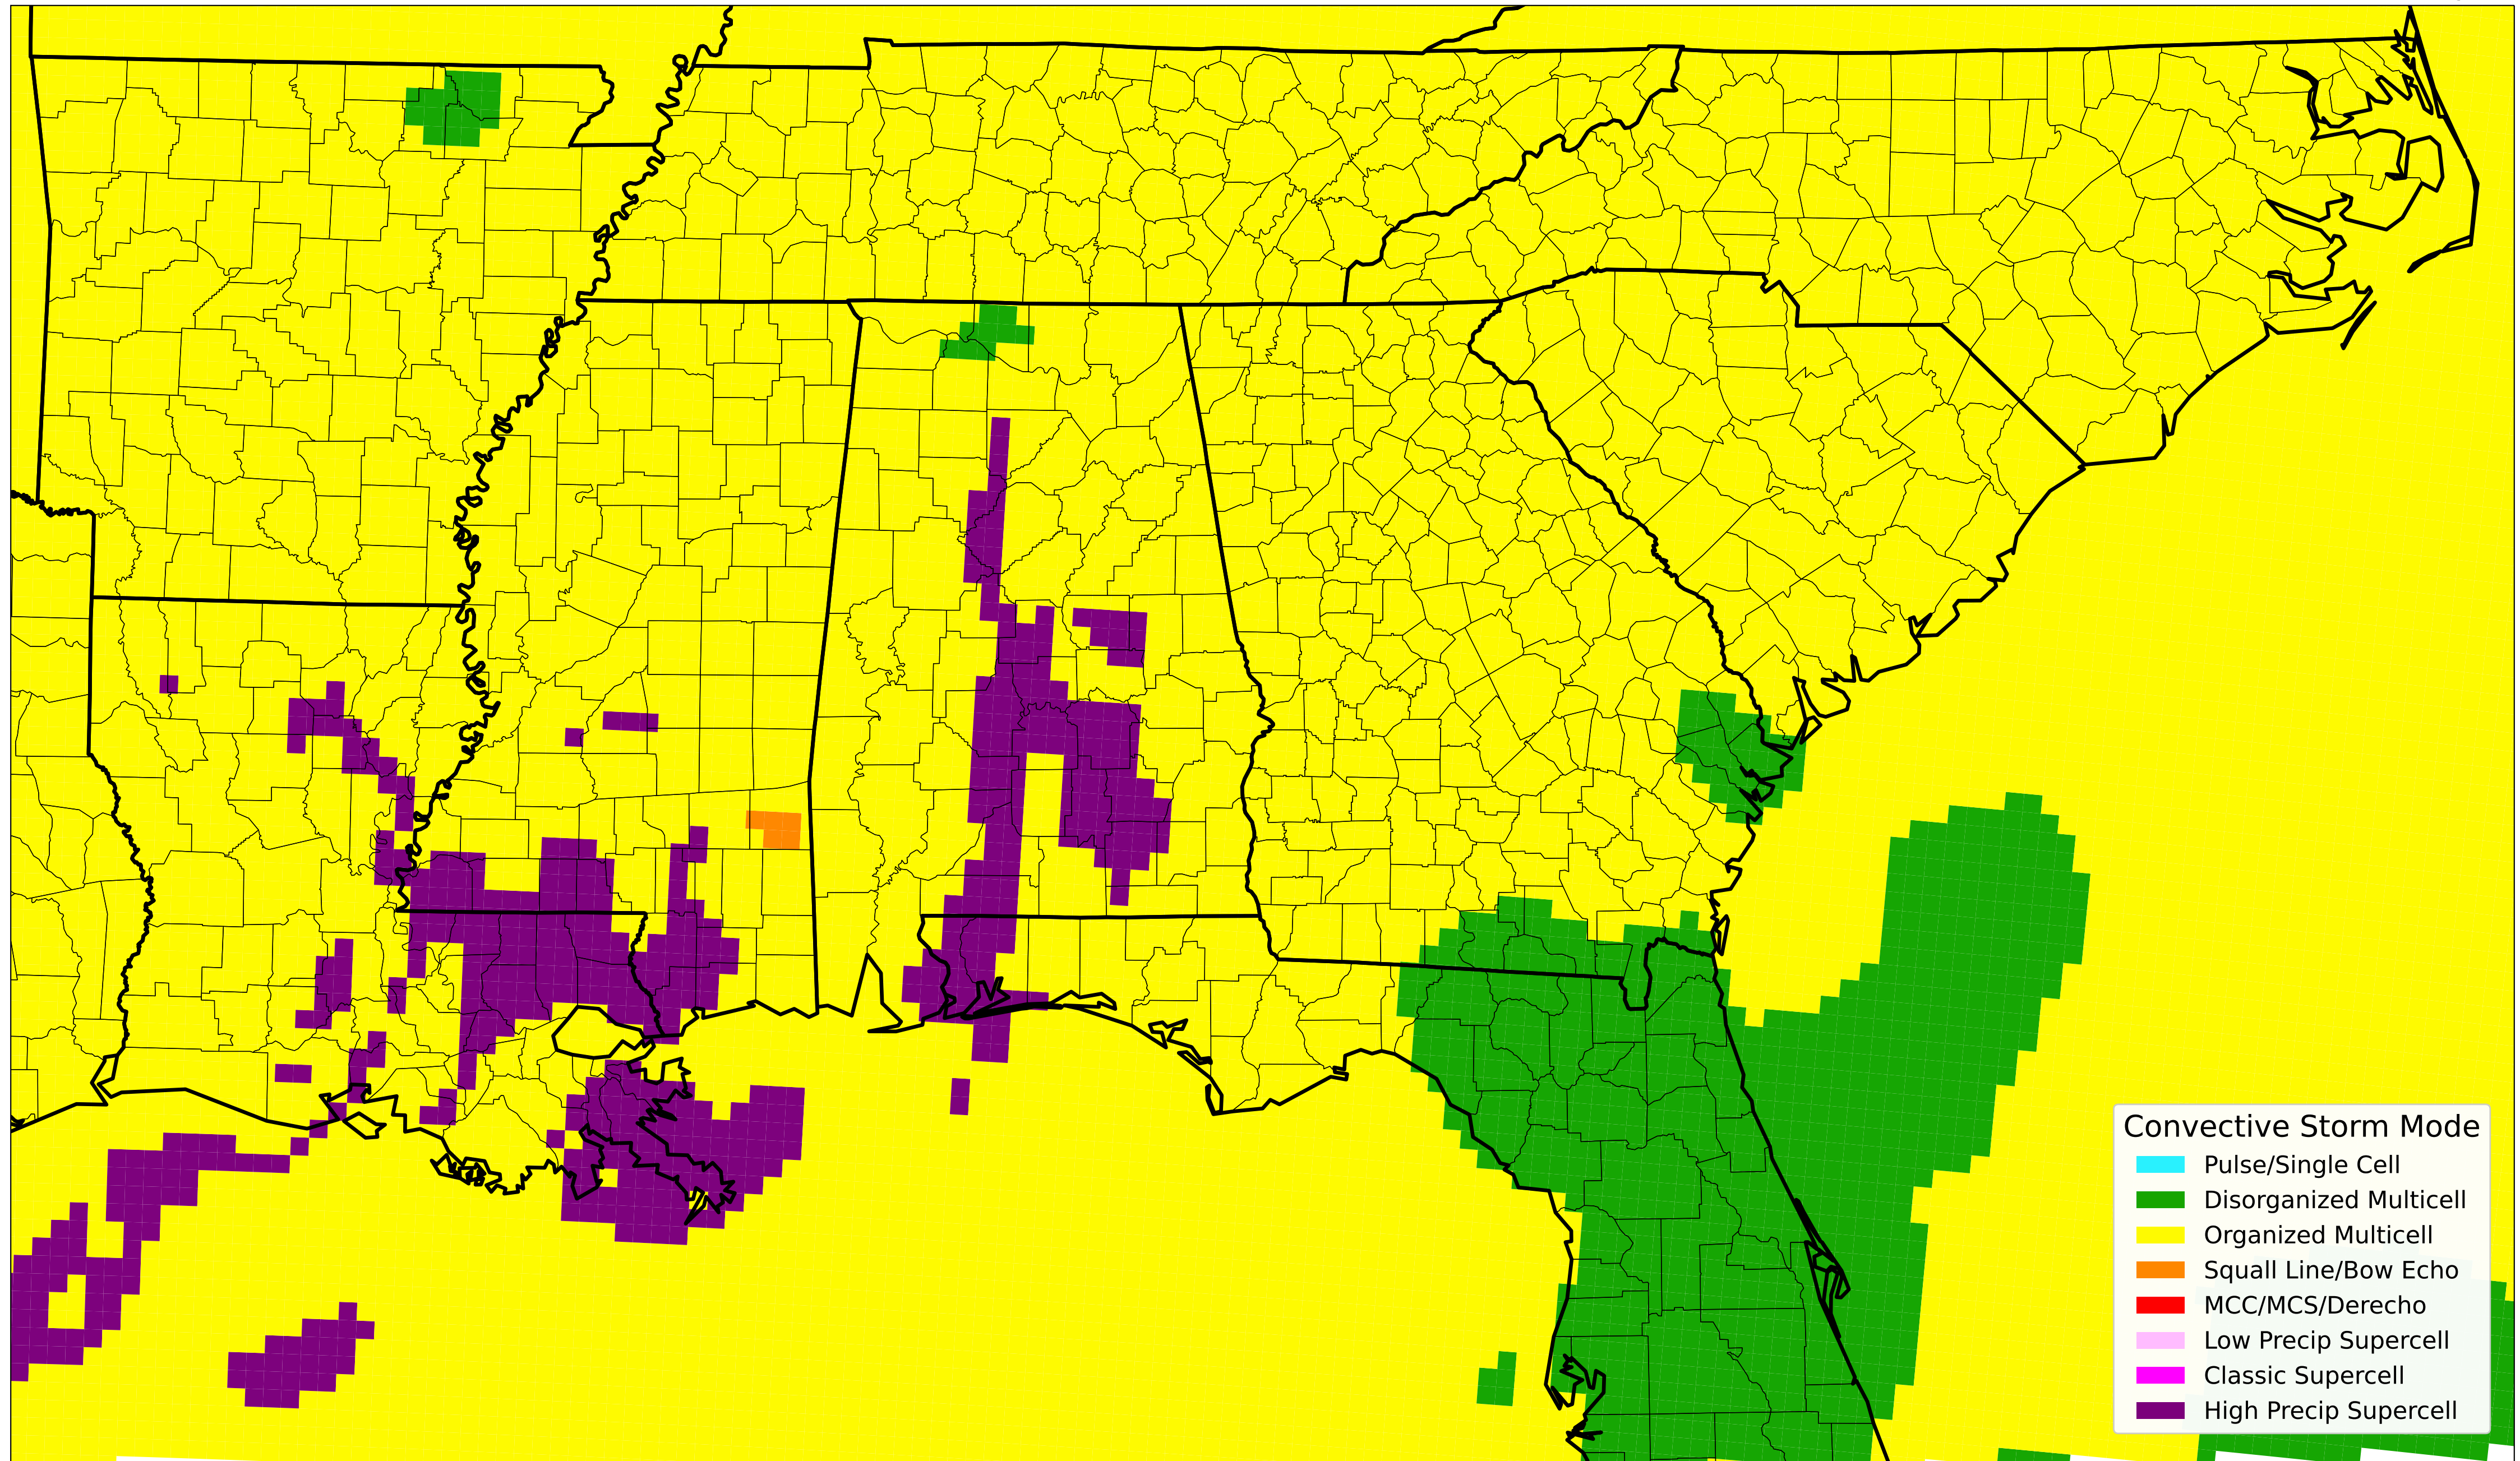 Convective Storm Mode
Pulse/Single Cell
Disorganized Multicell
Organized Multicell
Squall Line/Bow Echo
MCC/MCS/Derecho
Low Precip Supercell
Classic Supercell
High Precip Supercell